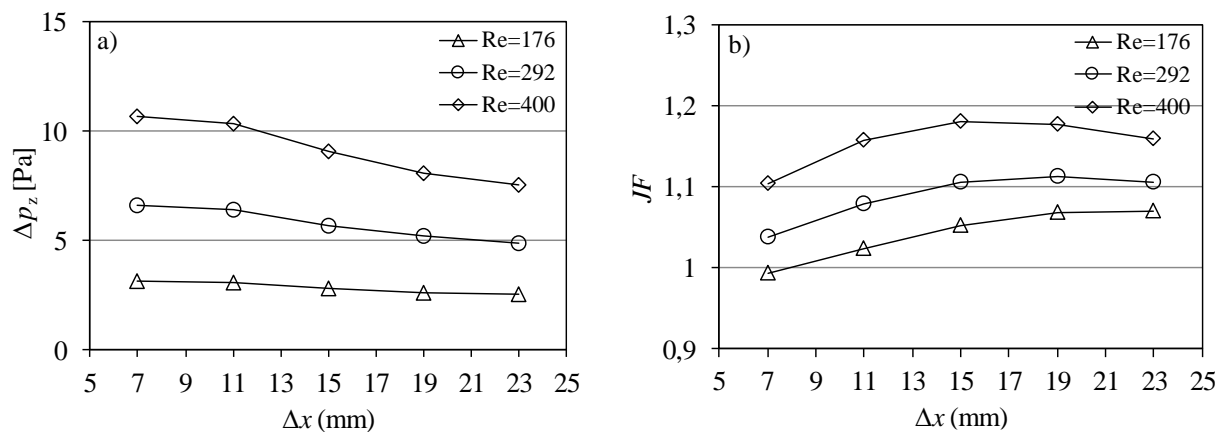 a)
Re=176
Re=292
Re=400
15
10
5
0
Δp_z [Pa]
5 7 9 11 13 15 17 19 21 23 25
Δx (mm)
b)
Re=176
Re=292
Re=400
1,3
1,2
1,1
1
0,9
JF
5 7 9 11 13 15 17 19 21 23 25
Δx (mm)